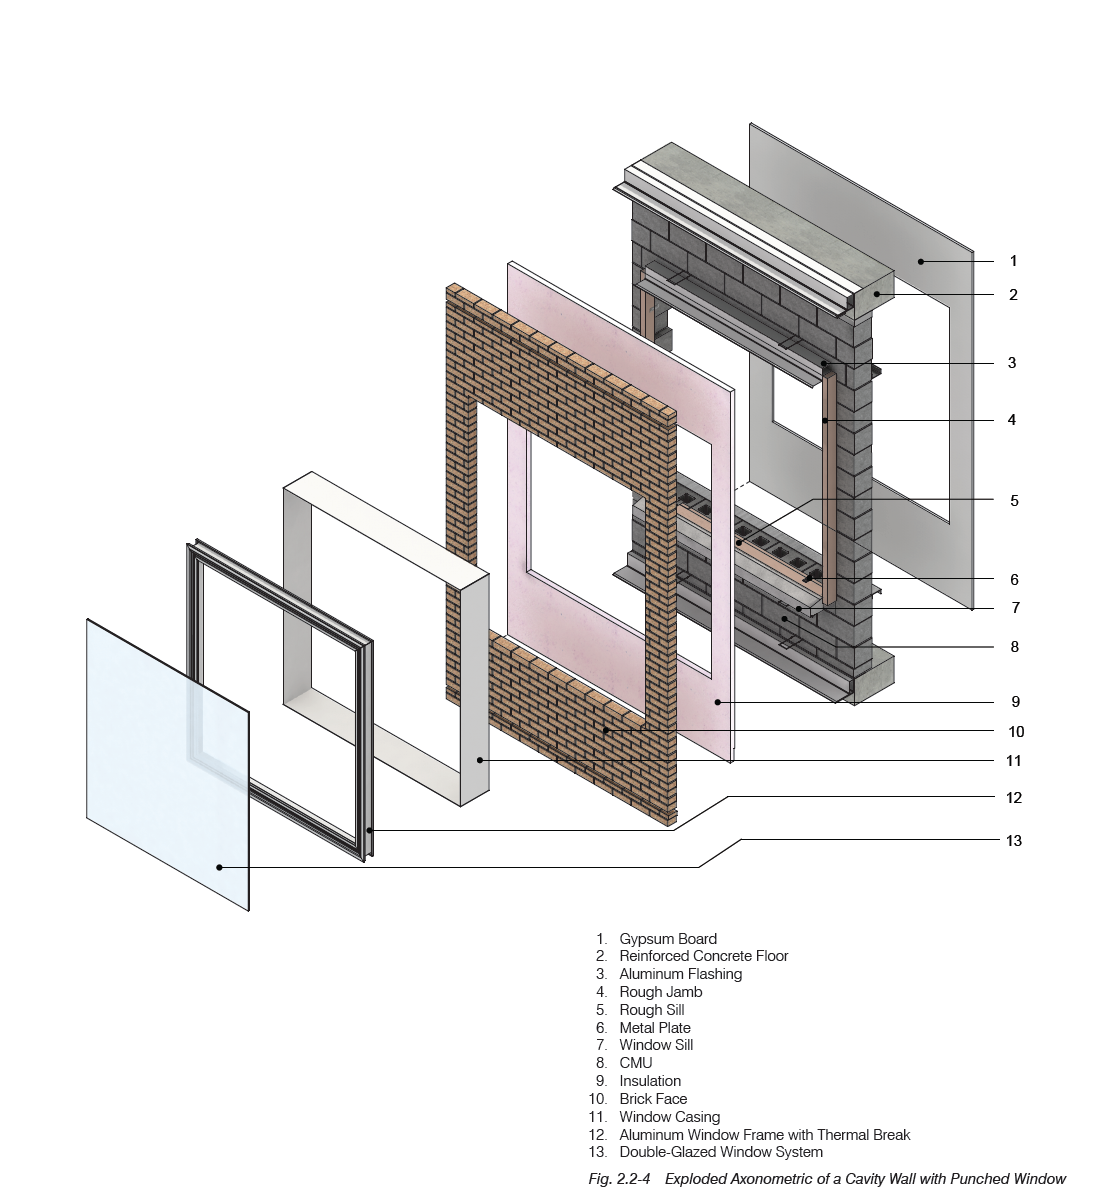 1
2
3
4
5
6
7
8
9
10
11
12
13
1. Gypsum Board
2. Reinforced Concrete Floor
3. Aluminum Flashing
4. Rough Jamb
5. Rough Sill
6. Metal Plate
7. Window Sill
8. CMU
9. Insulation
10. Brick Face
11. Window Casing
12. Aluminum Window Frame with Thermal Break
13. Double-Glazed Window System
Fig. 2.2-4 Exploded Axonometric of a Cavity Wall with Punched Window